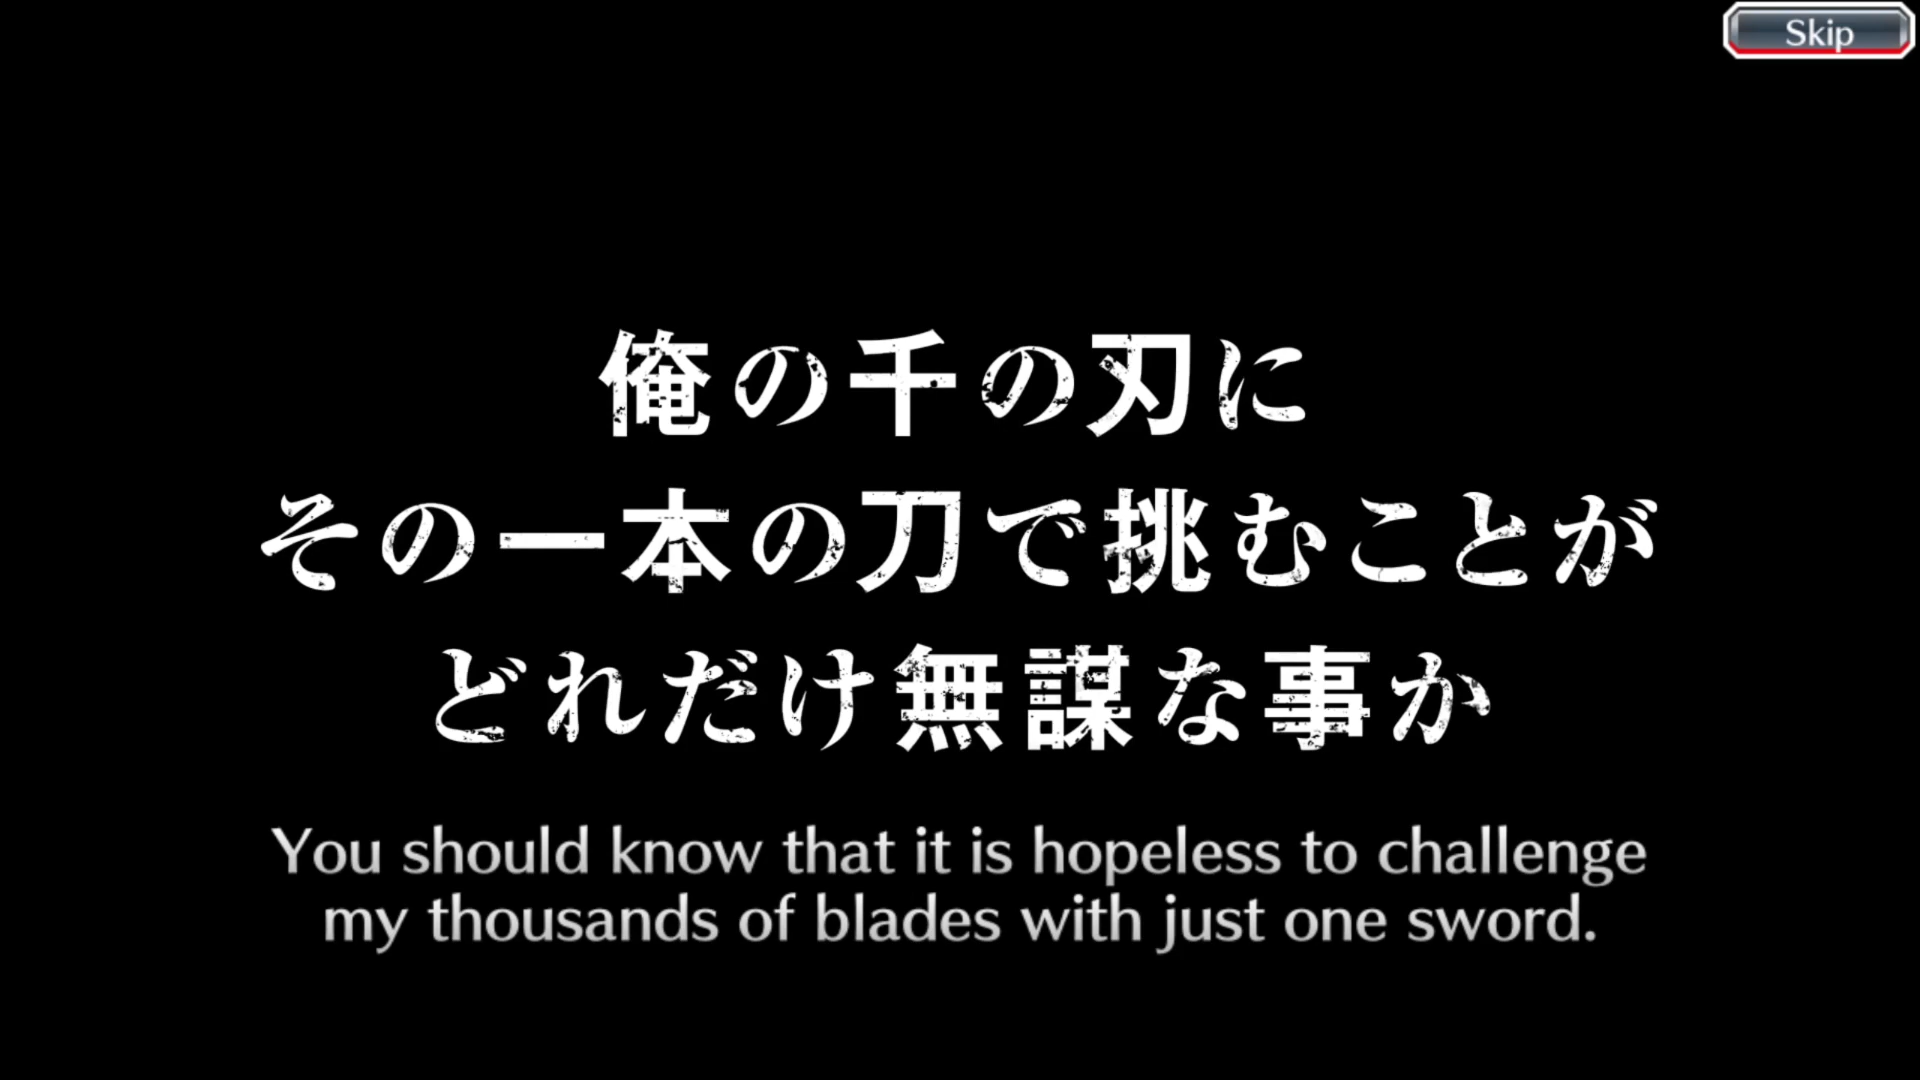 Skip
俺の千の刃に
その一本の刀で挑むことが
どれだけ無謀な事か
You should know that it is hopeless to challenge
my thousands of blades with just one sword.